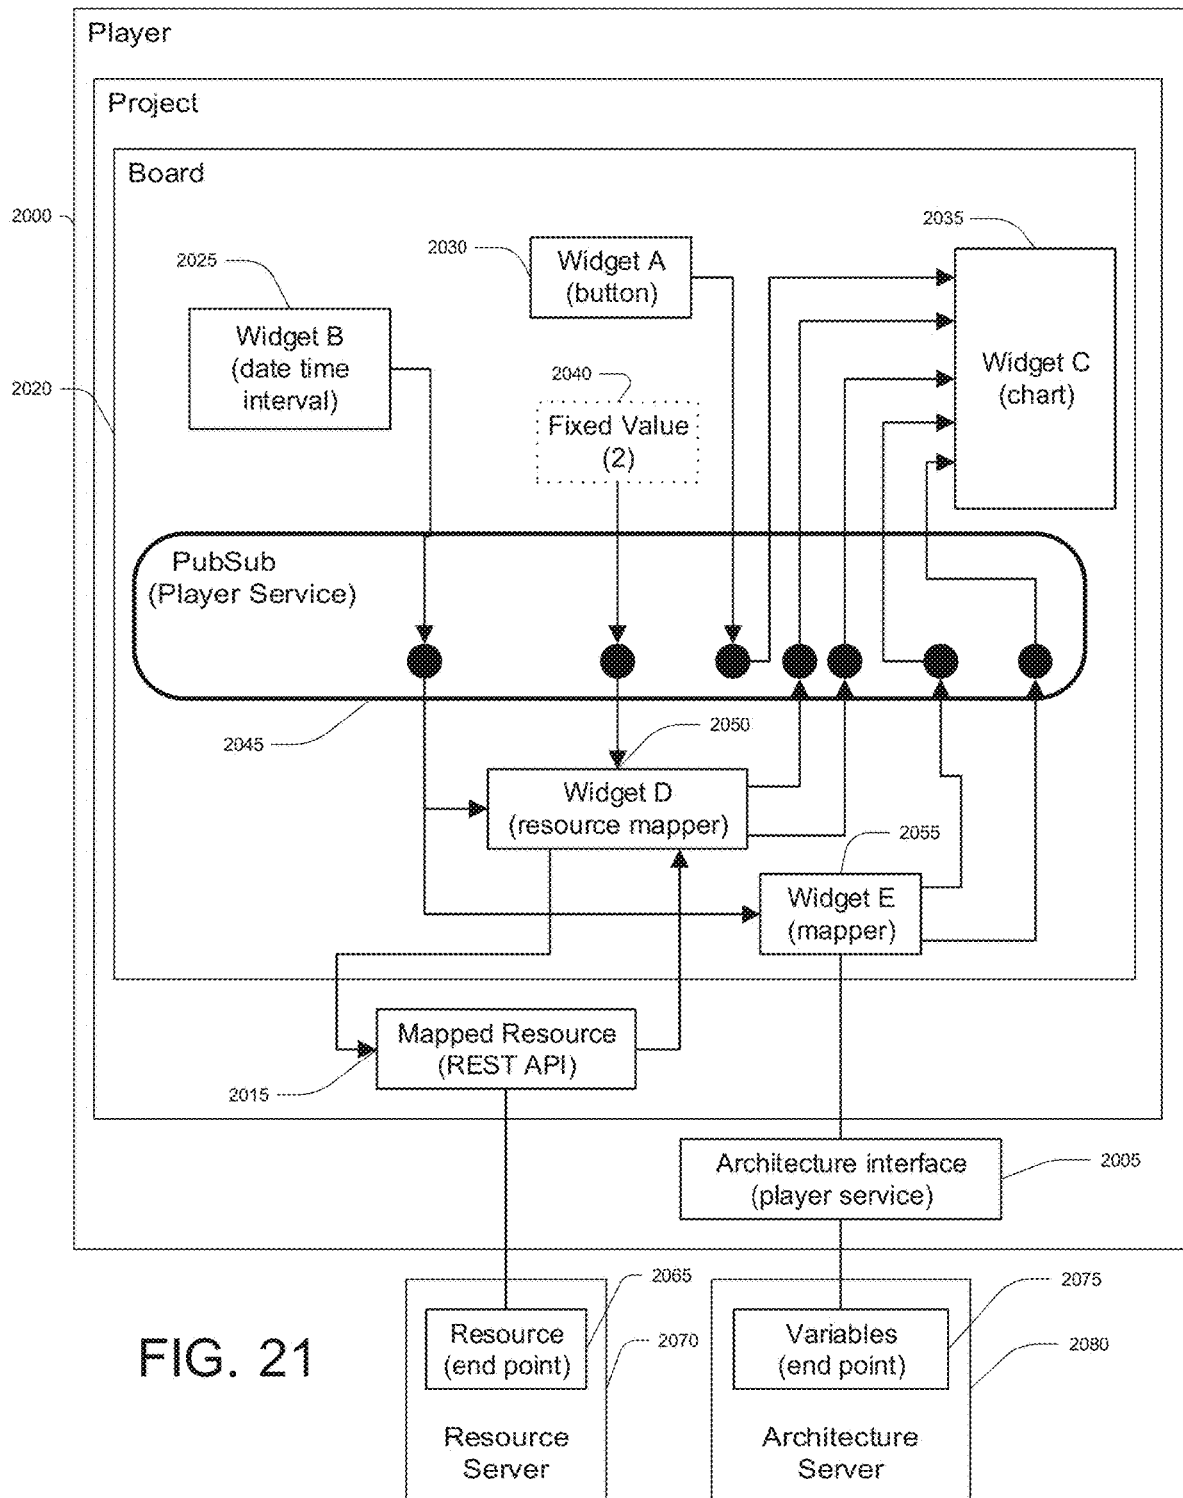 Player
Project
Board
2000
2035
2030
Widget A
(button)
2025
Widget B
(date time
interval)
2020
2040
Fixed Value
(2)
Widget C
(chart)
PubSub
(Player Service)
2045
2050
Widget D
(resource mapper)
2055
Widget E
(mapper)
Mapped Resource
(REST API)
2015
Architecture interface
(player service)
2005
2065
Resource
(end point)
2070
Resource
Server
2075
Variables
(end point)
2080
Architecture
Server
FIG. 21